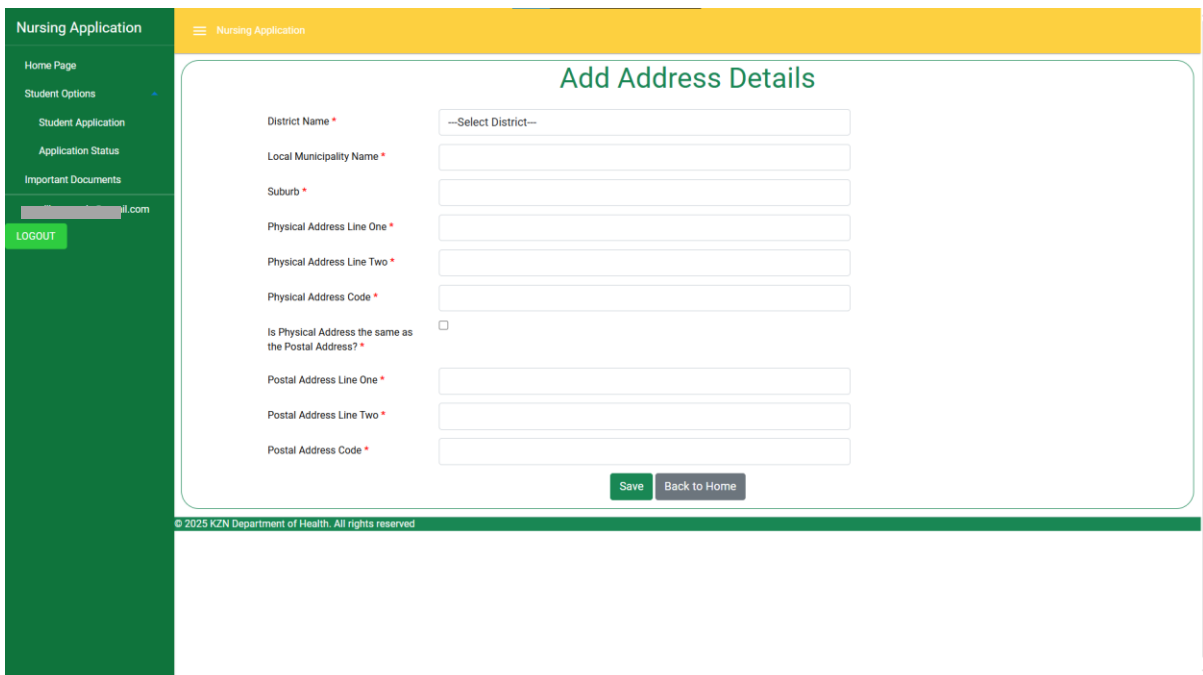 Nursing Application
Nursing Application
Home Page
Student Options
Student Application
Application Status
Important Documents
il.com
LOGOUT
Add Address Details
District Name *
---Select District---
Local Municipality Name *
Suburb *
Physical Address Line One *
Physical Address Line Two *
Physical Address Code *
Is Physical Address the same as
the Postal Address? *
Postal Address Line One *
Postal Address Line Two *
Postal Address Code *
Save
Back to Home
© 2025 KZN Department of Health. All rights reserved